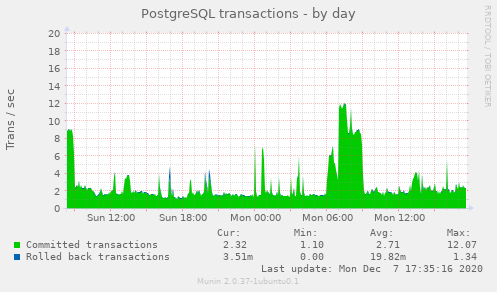 PostgreSQL transactions - by day
RRDTOOL / TOBI OETIKER
Trans / sec
20
18
16
14
12
10
8
6
4
2
0
Sun 12:00 Sun 18:00 Mon 00:00 Mon 06:00 Mon 12:00
Cur: Min: Avg: Max:
Committed transactions 2.32 1.10 2.71 12.07
Rolled back transactions 3.51m 0.00 19.82m 1.34
Last update: Mon Dec 7 17:35:16 2020
Munin 2.0.37-1ubuntu0.1